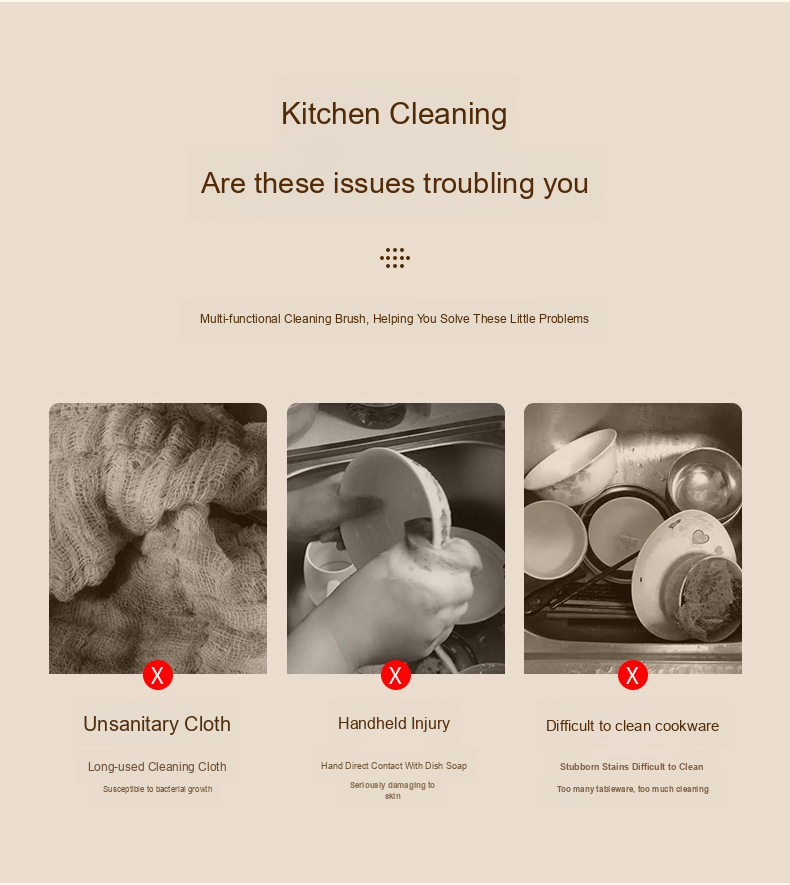 Kitchen Cleaning
Are these issues troubling you
Multi-functional Cleaning Brush, Helping You Solve These Little Problems
X
X
X
Unsanitary Cloth
Handheld Injury
Difficult to clean cookware
Long-used Cleaning Cloth
Hand Direct Contact With Dish Soap
Stubborn Stains Difficult to Clean
Susceptible to bacterial growth
Seriously damaging to
skin
Too many tableware, too much cleaning